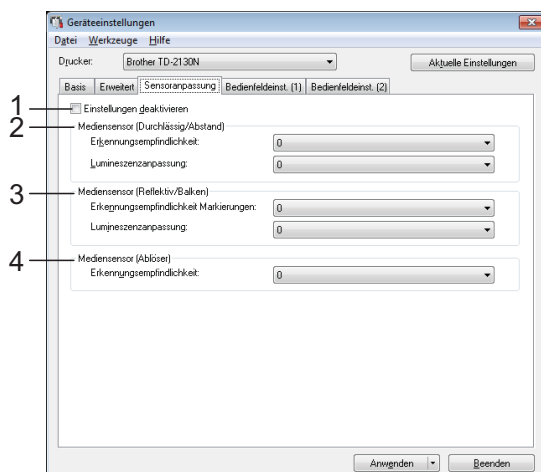 Geräteeinstellungen
Datei Werkzeuge Hilfe
Drucker: Brother TD-2130N Aktuelle Einstellungen
Basis Erweitert Sensoranpassung Bedienfeldeinst. (1) Bedienfeldeinst. (2)
1 Einstellungen deaktivieren
2 Mediensensor (Durchlässig/Abstand)
Erkennungsempfindlichkeit: 0
Lumineszenzanpassung: 0
3 Mediensensor (Reflektiv/Balken)
Erkennungsempfindlichkeit Markierungen: 0
Lumineszenzanpassung: 0
4 Mediensensor (Ablöser)
Erkennungsempfindlichkeit: 0
Anwenden Beenden